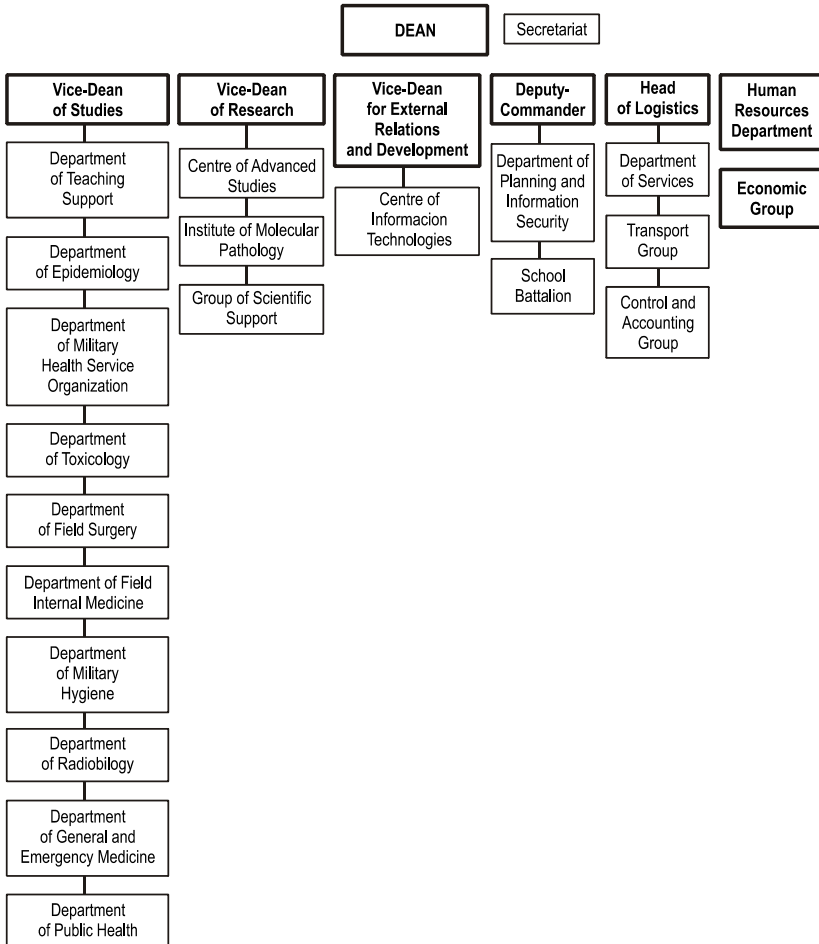 DEAN
Secretariat
Vice-Dean
of Studies
Department
of Teaching
Support
Department
of Epidemiology
Department
of Military
Health Service
Organization
Department
of Toxicology
Department
of Field Surgery
Department of Field
Internal Medicine
Department
of Military
Hygiene
Department
of Radiobilogy
Department
of General and
Emergency Medicine
Department
of Public Health
Vice-Dean
of Research
Centre of Advanced
Studies
Institute of Molecular
Pathology
Group of Scientific
Support
Vice-Dean
for External
Relations
and Development
Centre of
Informacion
Technologies
Deputy-
Commander
Department of
Planning and
Information
Security
School
Battalion
Head
of Logistics
Department
of Services
Transport
Group
Control and
Accounting
Group
Human
Resources
Department
Economic
Group